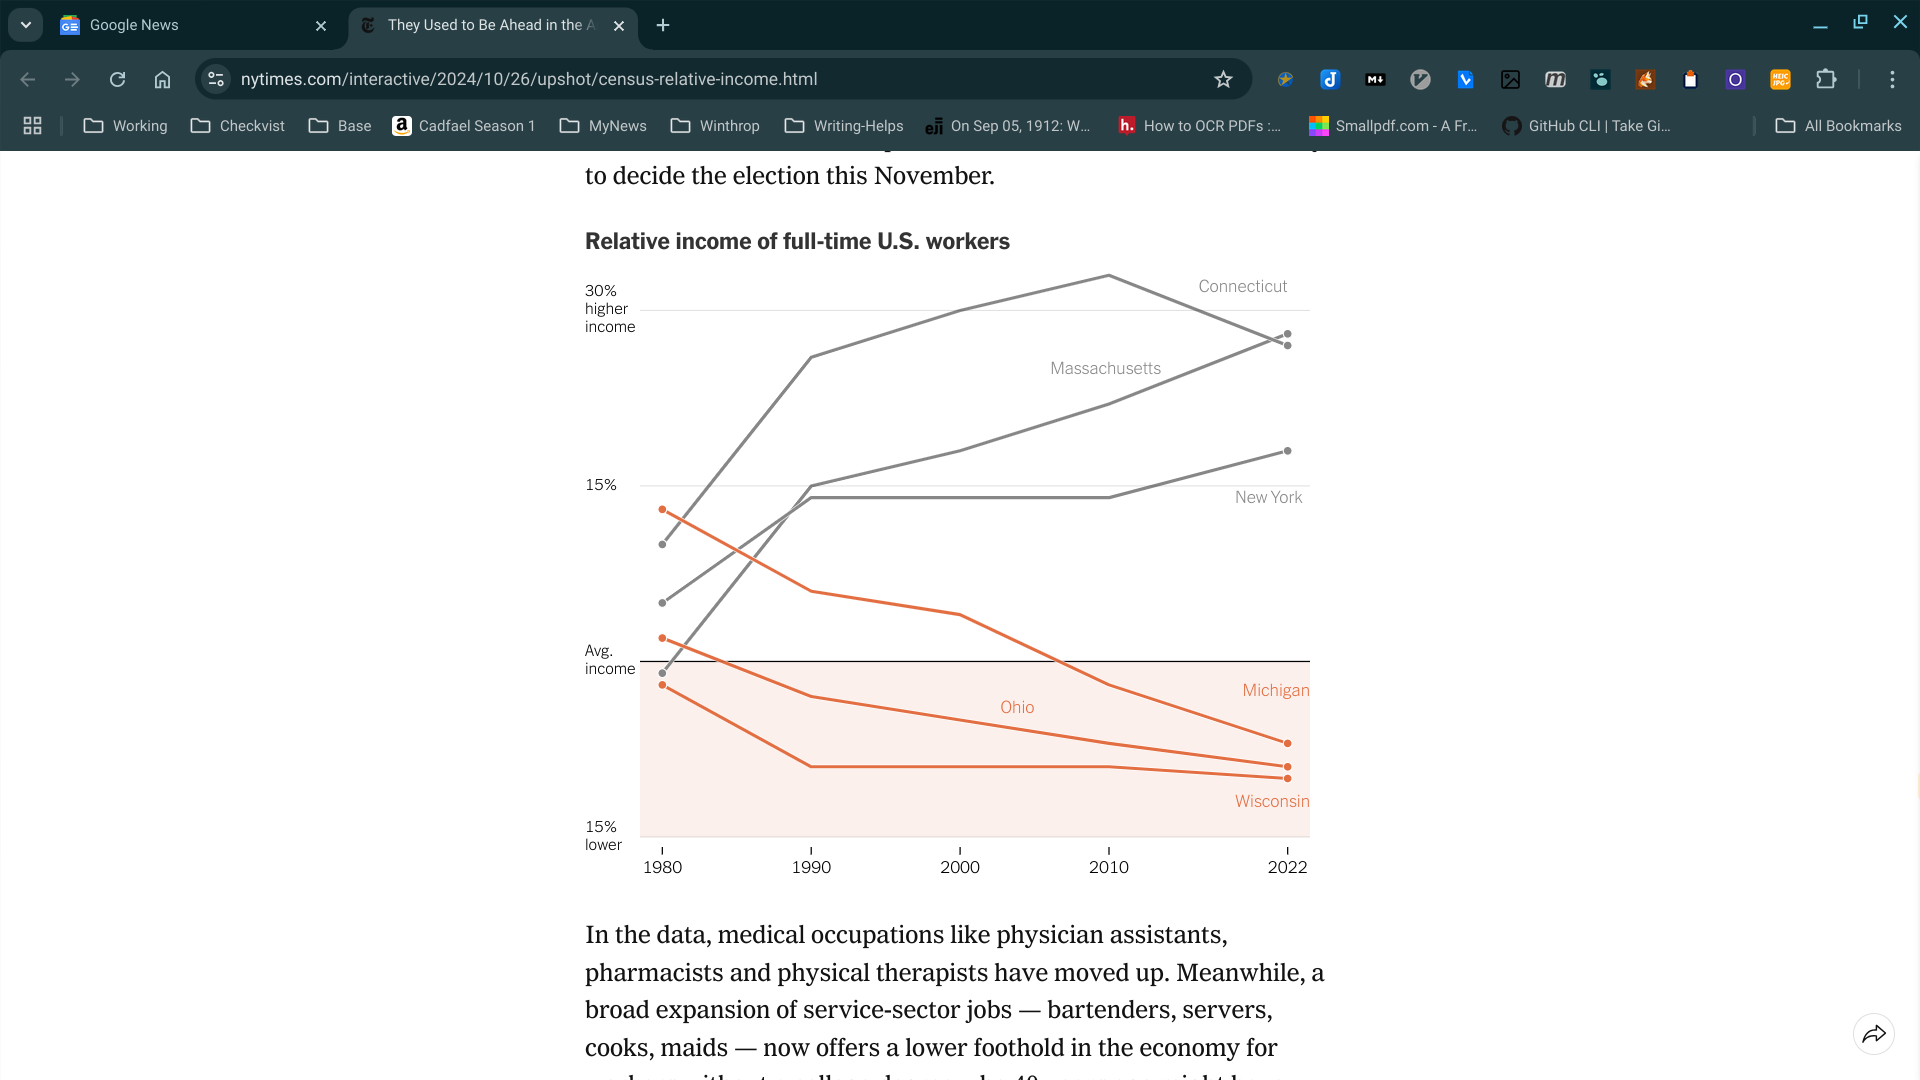 Google News
They Used to Be Ahead in the A
nytimes.com/interactive/2024/10/26/upshot/census-relative-income.html
Working
Checkvist
Base
Cadfael Season 1
MyNews
Winthrop
Writing-Helps
On Sep 05, 1912: W...
How to OCR PDFs :...
Smallpdf.com - A Fr...
GitHub CLI | Take Gi...
All Bookmarks
to decide the election this November.
Relative income of full-time U.S. workers
30%
higher
income
Connecticut
Massachusetts
15%
New York
Avg.
income
Michigan
Ohio
Wisconsin
15%
lower
1980 1990 2000 2010 2022
In the data, medical occupations like physician assistants,
pharmacists and physical therapists have moved up. Meanwhile, a
broad expansion of service-sector jobs — bartenders, servers,
cooks, maids — now offers a lower foothold in the economy for